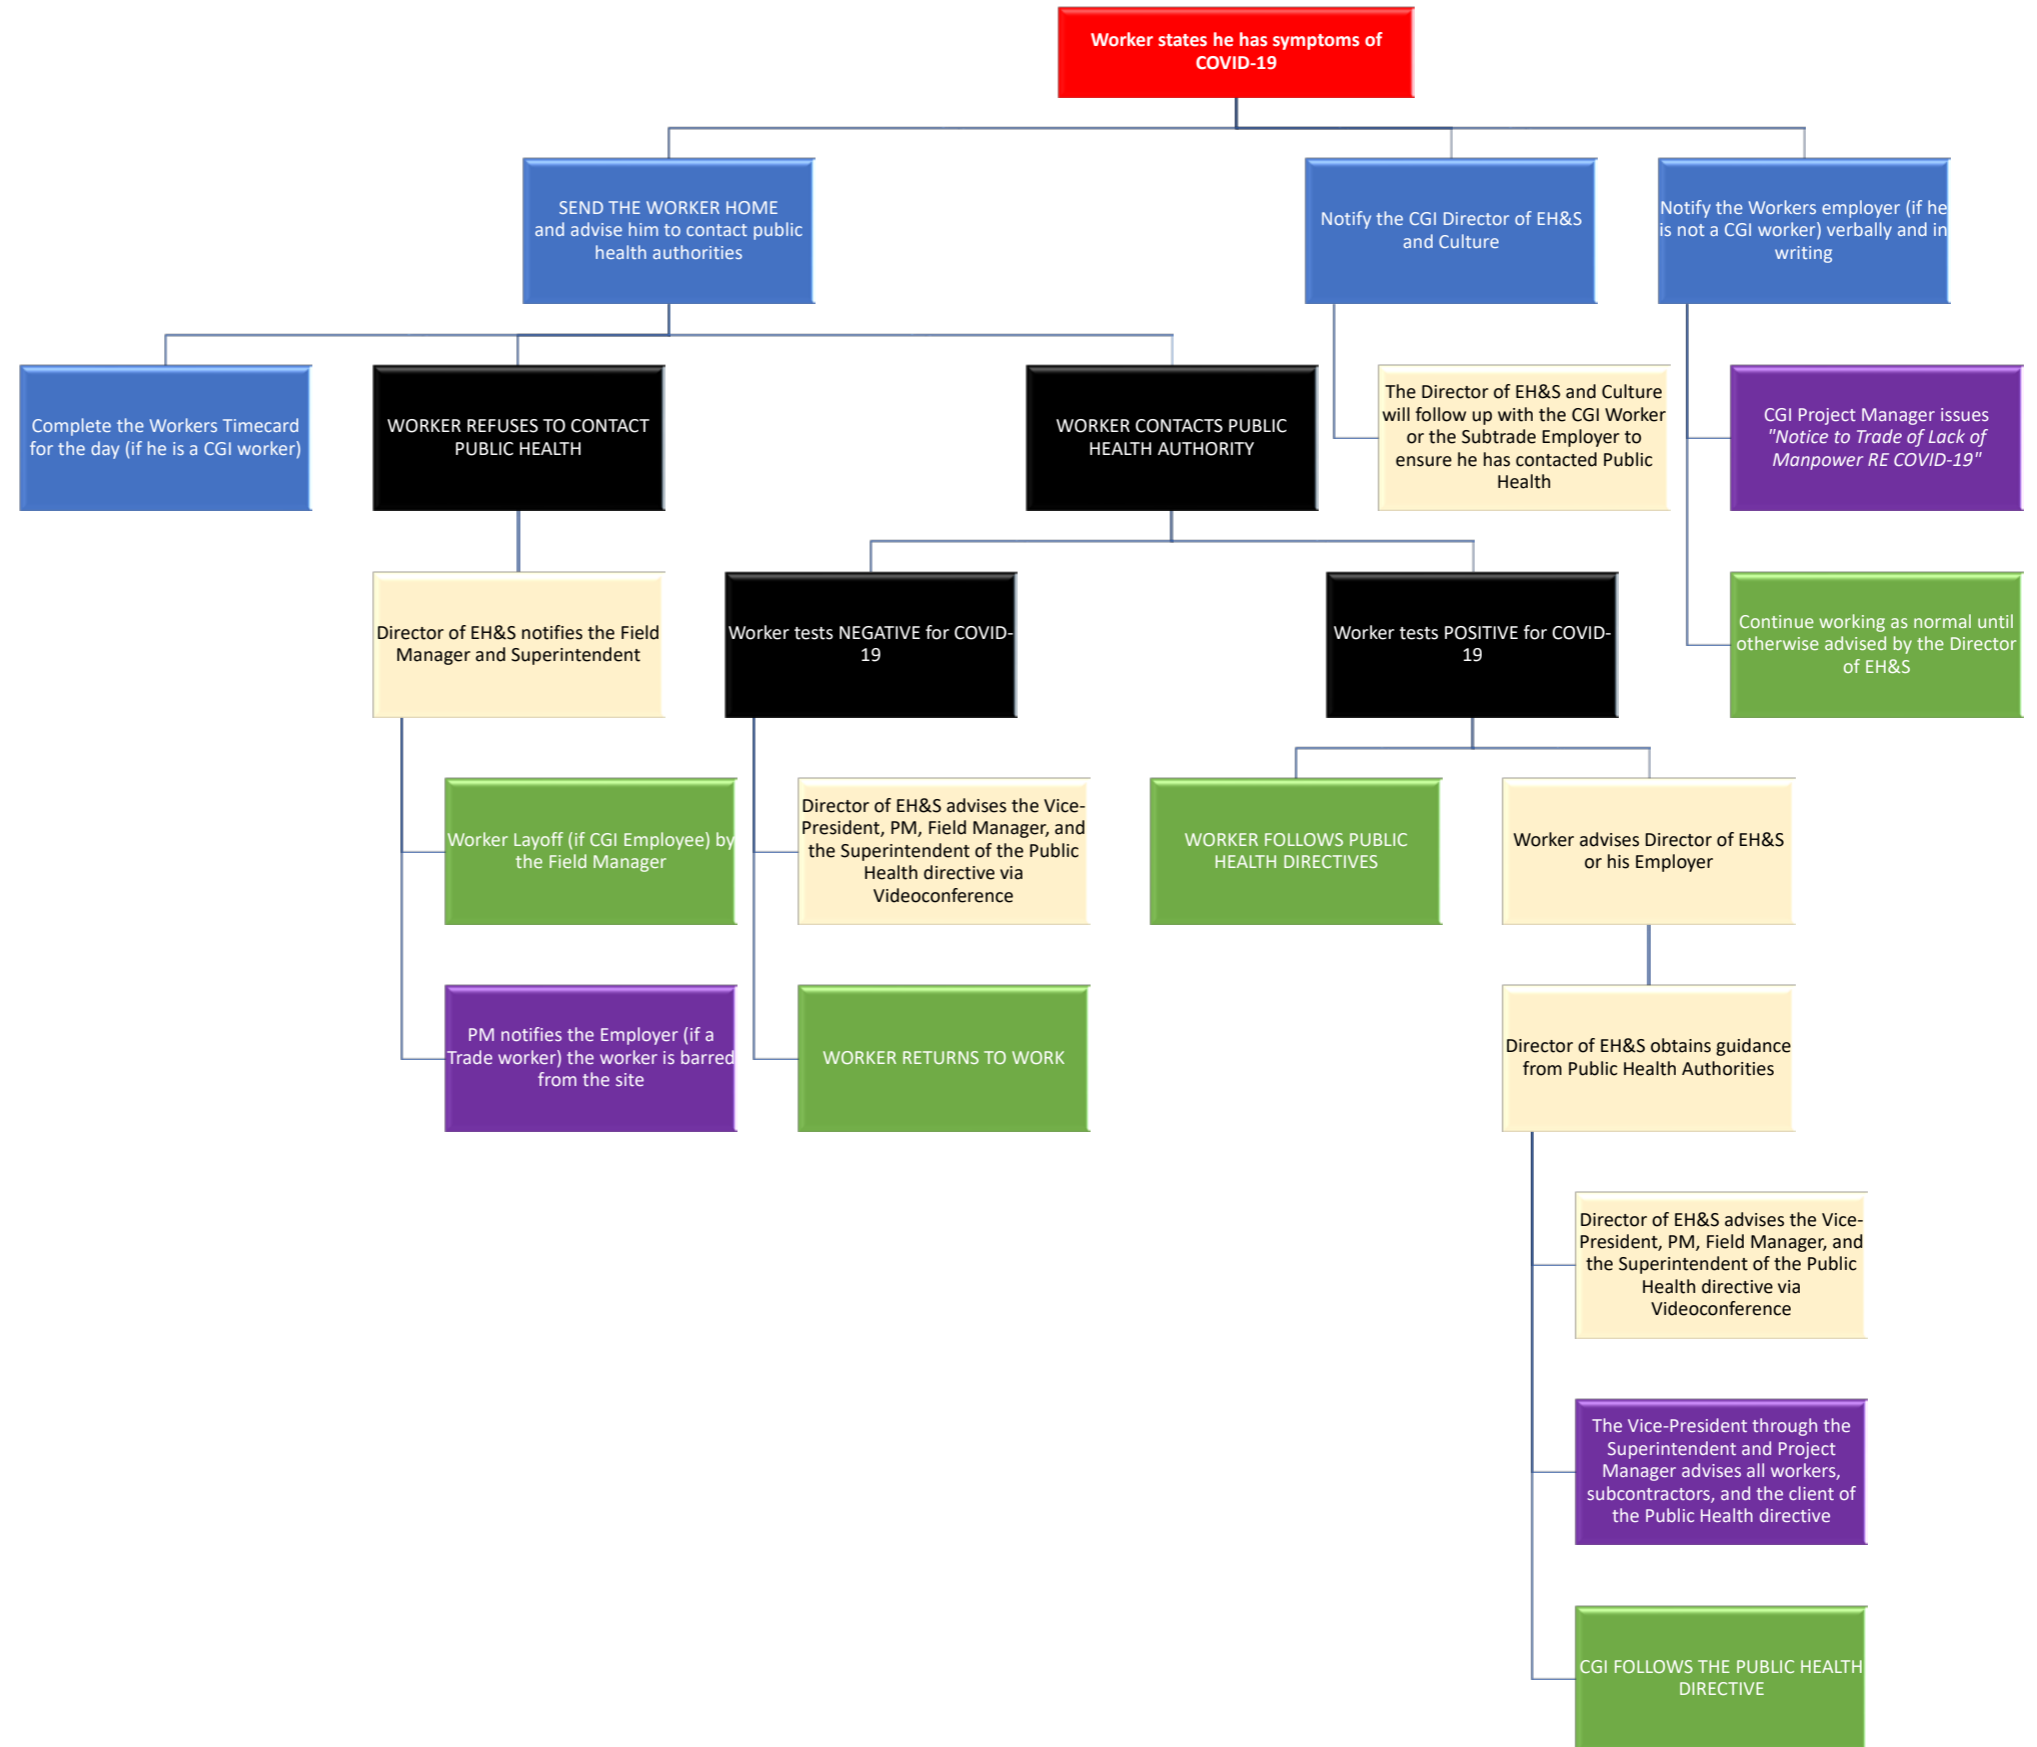 Worker states he has symptoms of
COVID-19
SEND THE WORKER HOME
and advise him to contact public
health authorities
Notify the CGI Director of EH&S
and Culture
Notify the Workers employer (if he
is not a CGI worker) verbally and in
writing
Complete the Workers Timecard
for the day (if he is a CGI worker)
WORKER REFUSES TO CONTACT
PUBLIC HEALTH
WORKER CONTACTS PUBLIC
HEALTH AUTHORITY
The Director of EH&S and Culture
will follow up with the CGI Worker
or the Subtrade Employer to
ensure he has contacted Public
Health
CGI Project Manager issues
"Notice to Trade of Lack of
Manpower RE COVID-19"
Director of EH&S notifies the Field
Manager and Superintendent
Worker tests NEGATIVE for COVID-
19
Worker tests POSITIVE for COVID-
19
Continue working as normal until
otherwise advised by the Director
of EH&S
Worker Layoff (if CGI Employee) by
the Field Manager
Director of EH&S advises the Vice-
President, PM, Field Manager, and
the Superintendent of the Public
Health directive via
Videoconference
WORKER FOLLOWS PUBLIC
HEALTH DIRECTIVES
Worker advises Director of EH&S
or his Employer
PM notifies the Employer (if a
Trade worker) the worker is barred
from the site
WORKER RETURNS TO WORK
Director of EH&S obtains guidance
from Public Health Authorities
Director of EH&S advises the Vice-
President, PM, Field Manager, and
the Superintendent of the Public
Health directive via
Videoconference
The Vice-President through the
Superintendent and Project
Manager advises all workers,
subcontractors, and the client of
the Public Health directive
CGI FOLLOWS THE PUBLIC HEALTH
DIRECTIVE